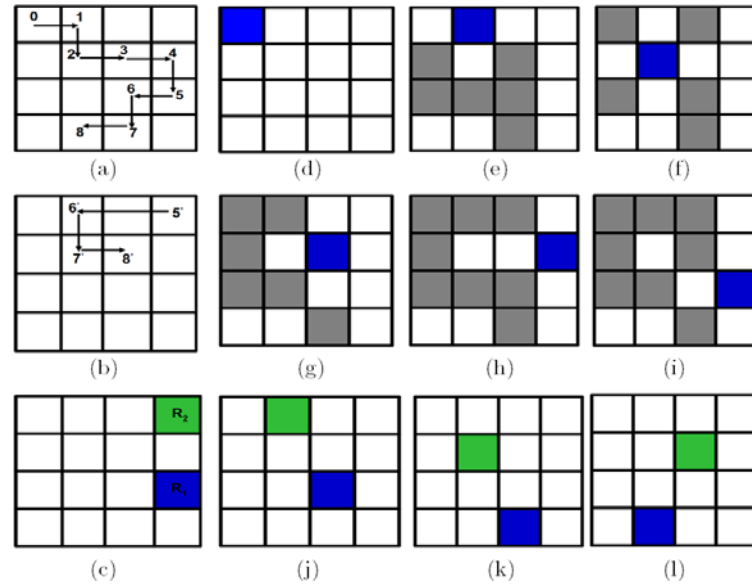 0 1
2 3 4
6 5
8 7
(a) (d) (e) (f)
6' 5'
7' 8'
(b) (g) (h) (i)
R2
R1
(c) (j) (k) (l)